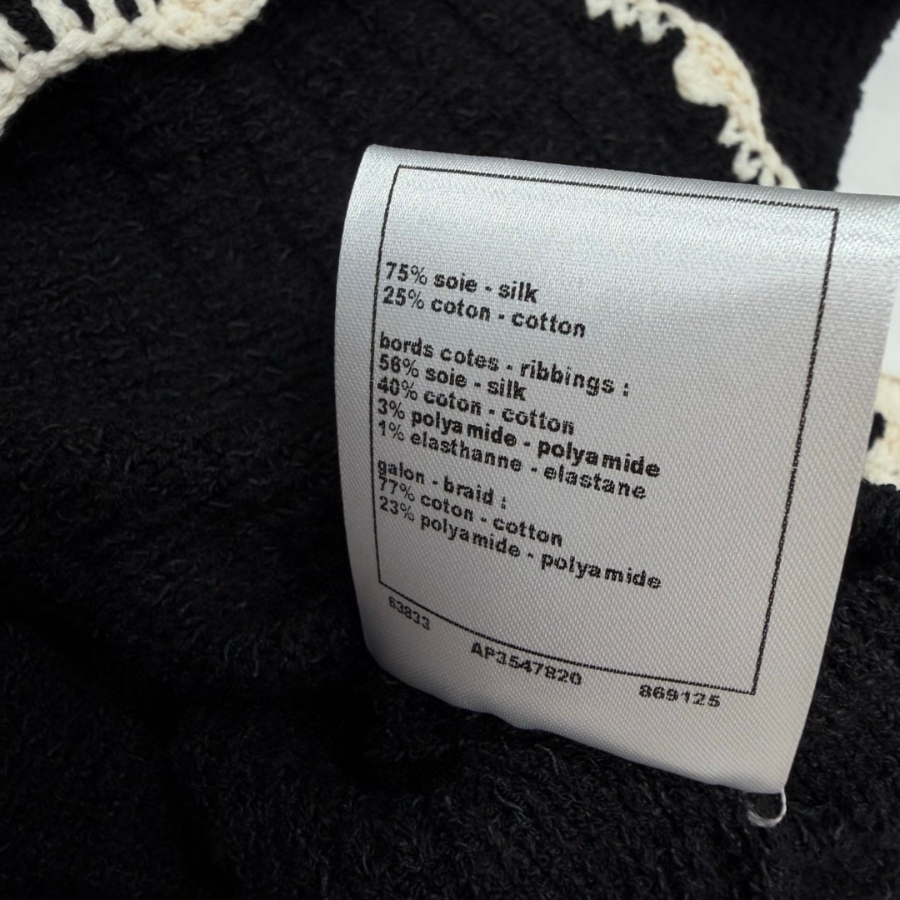 75% soie - silk
25% coton - cotton
bords cotes - ribbings :
56% soie - silk
40% coton - cotton
3% polyamide - polyamide
1% elasthanne - elastane
galon - braid :
77% coton - cotton
23% polyamide - polyamide
63833
AP3547820
869125